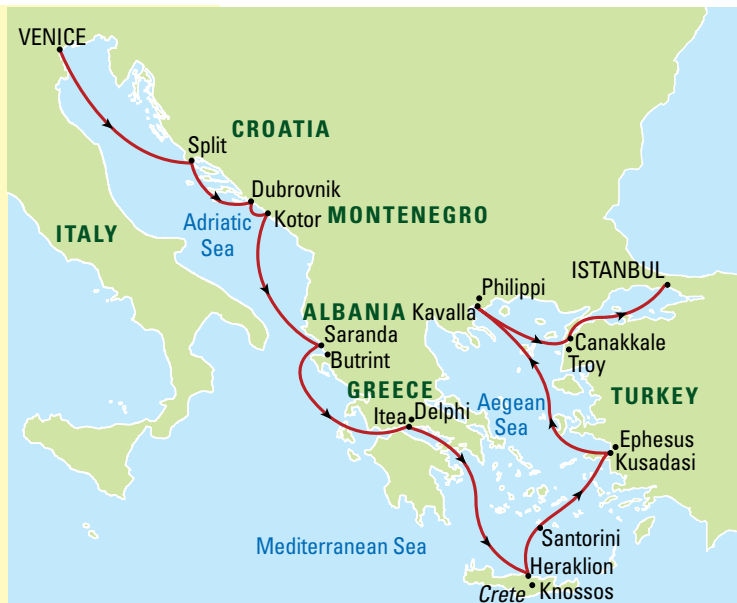 VENICE
CROATIA
Split
Dubrovnik
Adriatic
Sea
Kotor
MONTENEGRO
ITALY
ISTANBUL
Philippi
ALBANIA
Kavalla
Saranda
Canakkale
Butrint
Troy
GREECE
TURKEY
Itea
Delphi
Aegean
Sea
Ephesus
Kusadasi
Santorini
Mediterranean Sea
Heraklion
Crete
Knossos